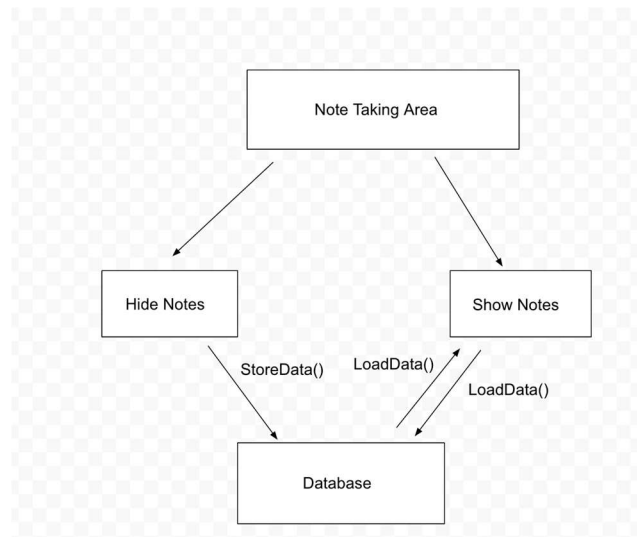 Note Taking Area
Hide Notes
Show Notes
StoreData()
LoadData()
LoadData()
Database